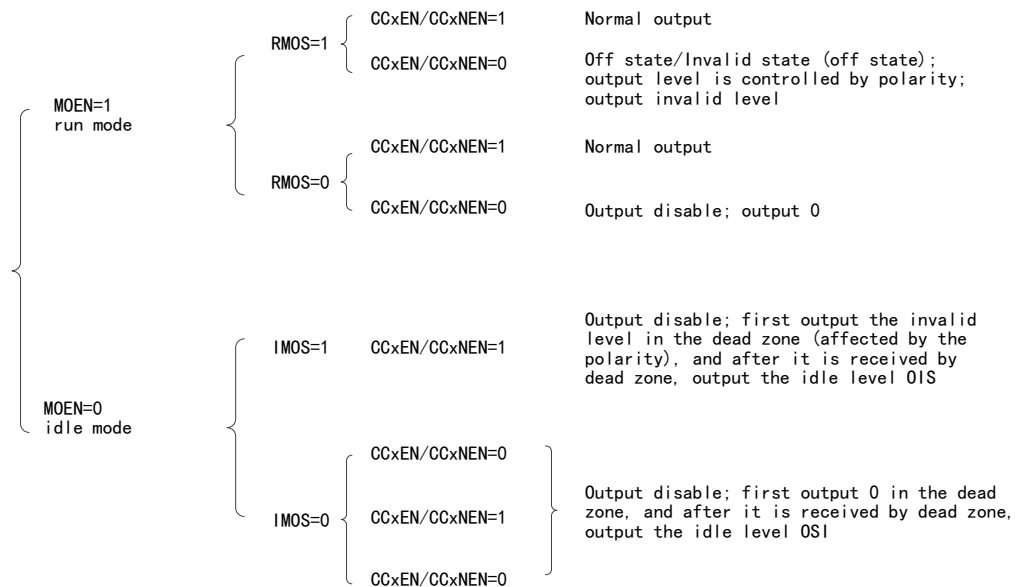 CCxEN/CCxNEN=1 Normal output
RMOS=1
CCxEN/CCxNEN=0 Off state/Invalid state (off state);
output level is controlled by polarity;
output invalid level
MOEN=1
run mode
CCxEN/CCxNEN=1 Normal output
RMOS=0
CCxEN/CCxNEN=0 Output disable; output 0
Output disable; first output the invalid
level in the dead zone (affected by the
polarity), and after it is received by
dead zone, output the idle level OIS
IMOS=1 CCxEN/CCxNEN=1
MOEN=0
idle mode
CCxEN/CCxNEN=0
IMOS=0 CCxEN/CCxNEN=1
CCxEN/CCxNEN=0
Output disable; first output 0 in the dead
zone, and after it is received by dead zone,
output the idle level OSI